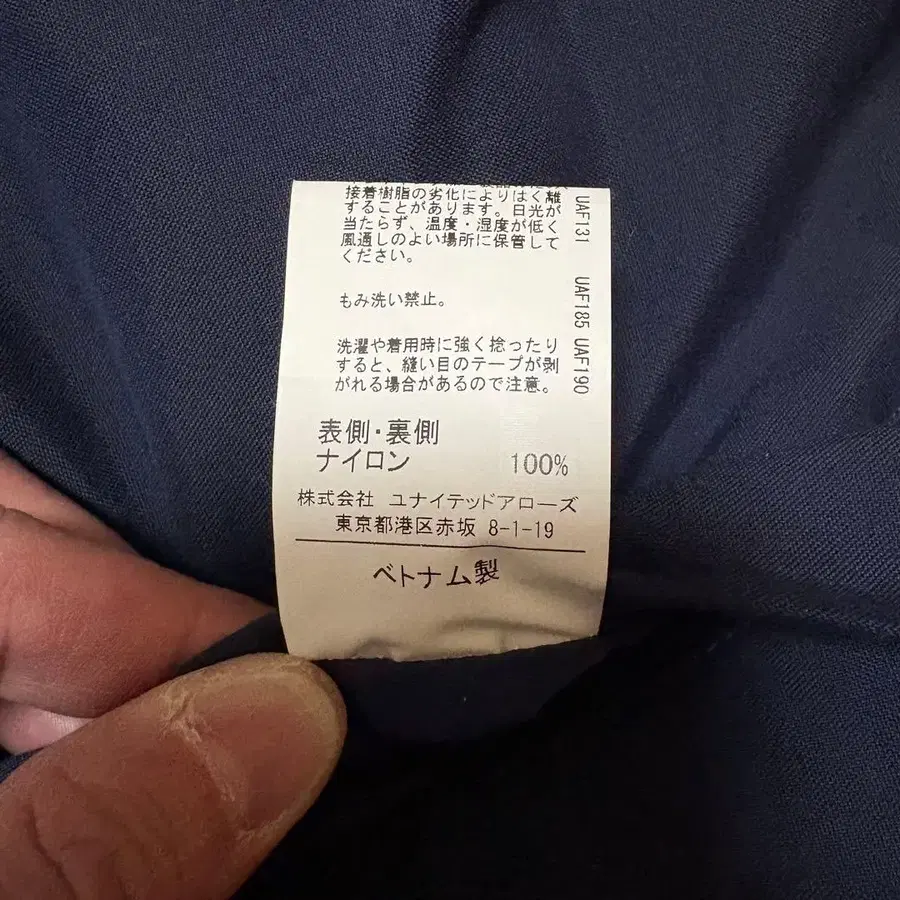 接着樹脂の劣化によりはく離
することがあります。日光が
当たらず、温度・湿度が低く
風通しのよい場所に保管して
ください。
もみ洗い禁止。
洗濯や着用時に強く捻ったり
すると、縫い目のテープが剥
がれる場合があるので注意。
UAF131 UAF185 UAF190
表側・裏側
ナイロン 100%
株式会社 ユナイテッドアローズ
東京都港区赤坂 8-1-19
ベトナム製